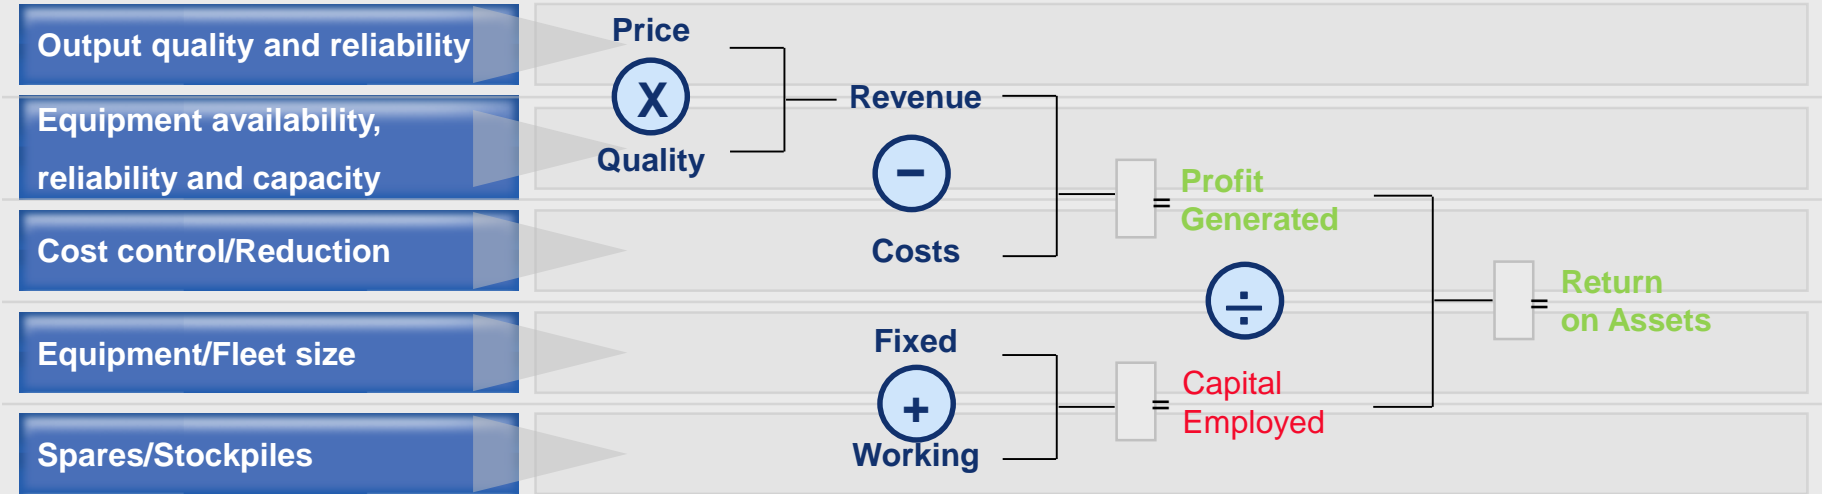 Output quality and reliability
Equipment availability,
reliability and capacity
Cost control/Reduction
Equipment/Fleet size
Spares/Stockpiles
Price
X
Quality
Revenue
−
Costs
Fixed
+
Working
=
Profit
Generated
÷
=
Capital
Employed
=
Return
on Assets